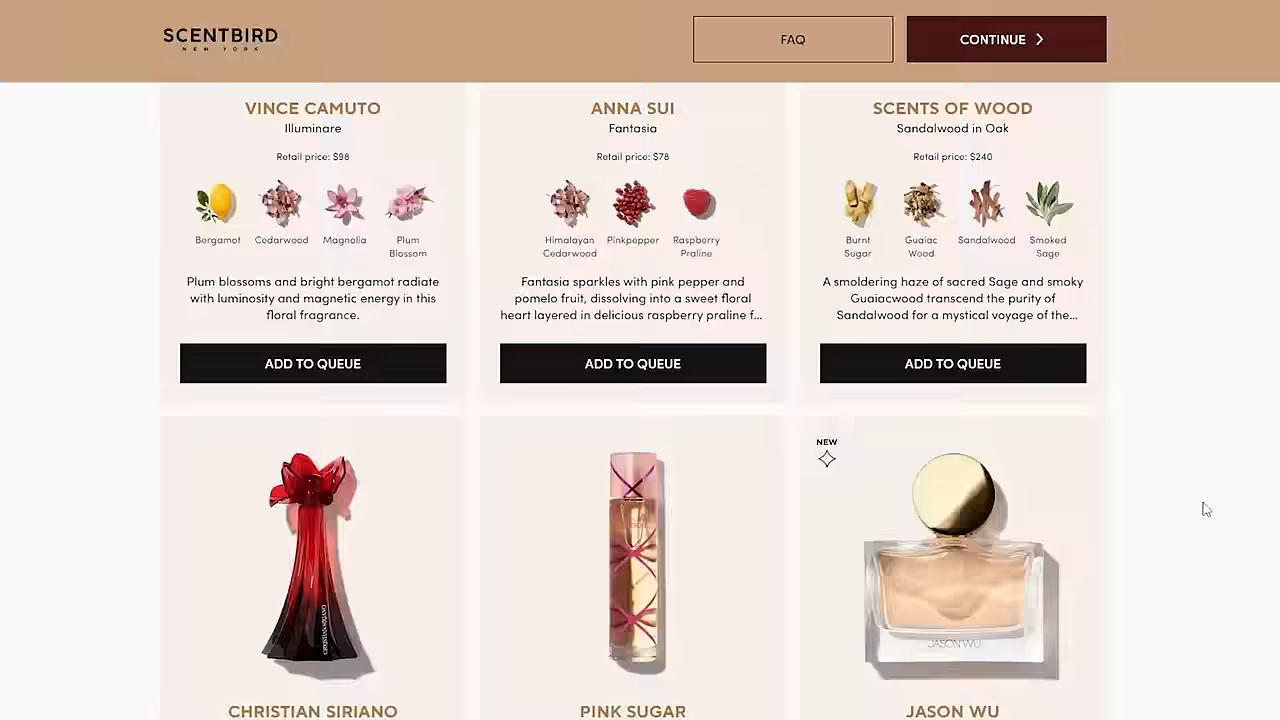 SCENTBIRD
NEW YORK
FAQ
CONTINUE
VINCE CAMUTO
Illuminare
Retail price: $98
Bergamot
Cedarwood
Magnolia
Plum
Blossom
Plum blossoms and bright bergamot radiate
with luminosity and magnetic energy in this
floral fragrance.
ADD TO QUEUE
ANNA SUI
Fantasia
Retail price: $78
Himalayan
Cedarwood
Pinkpepper
Raspberry
Praline
Fantasia sparkles with pink pepper and
pomelo fruit, dissolving into a sweet floral
heart layered in delicious raspberry praline f...
ADD TO QUEUE
SCENTS OF WOOD
Sandalwood in Oak
Retail price: $240
Burnt
Sugar
Guaiac
Wood
Sandalwood
Smoked
Sage
A smoldering haze of sacred Sage and smoky
Guaiacwood transcend the purity of
Sandalwood for a mystical voyage of the...
ADD TO QUEUE
CHRISTIAN SIRIANO
CHRISTIAN SIRIANO
PINK SUGAR
NEW
JASON WU
JASON WU